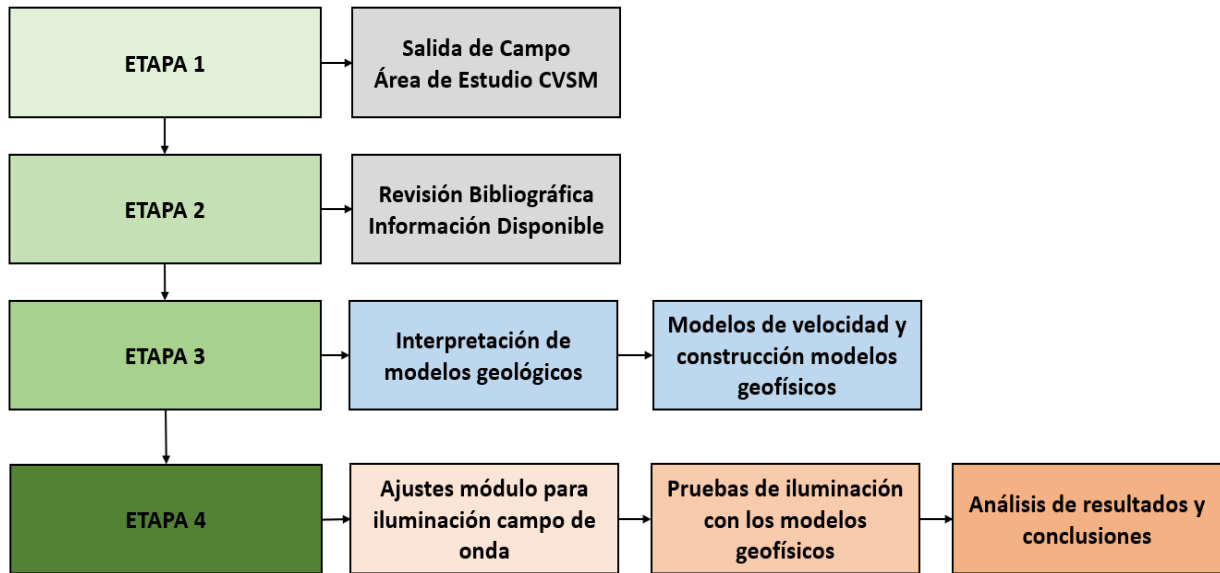 ETAPA 1
Salida de Campo
Área de Estudio CVSM
ETAPA 2
Revisión Bibliográfica
Información Disponible
ETAPA 3
Interpretación de
modelos geológicos
Modelos de velocidad y
construcción modelos
geofísicos
ETAPA 4
Ajustes módulo para
iluminación campo de
onda
Pruebas de iluminación
con los modelos
geofísicos
Análisis de resultados y
conclusiones